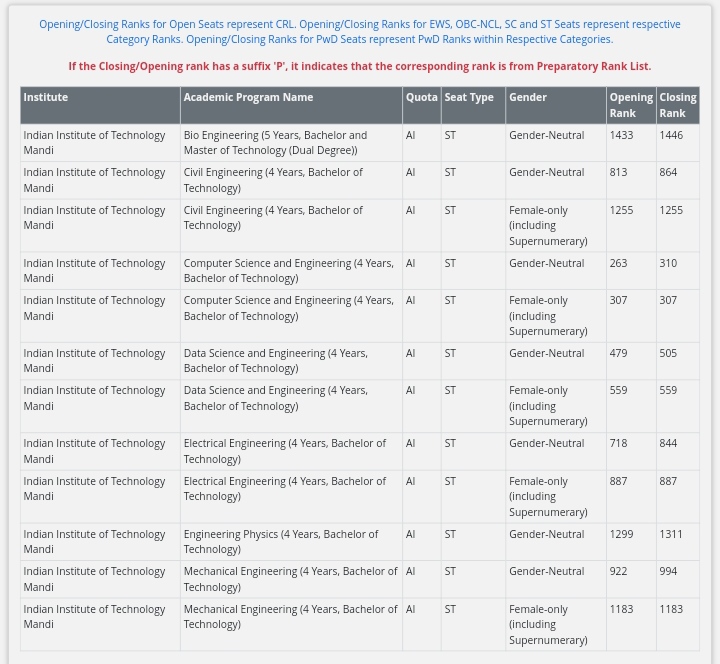 Opening/Closing Ranks for Open Seats represent CRL. Opening/Closing Ranks for EWS, OBC-NCL, SC and ST Seats represent respective
Category Ranks. Opening/Closing Ranks for PwD Seats represent PwD Ranks within Respective Categories.
If the Closing/Opening rank has a suffix 'P', it indicates that the corresponding rank is from Preparatory Rank List.
Institute Academic Program Name Quota Seat Type Gender Opening Closing
Rank Rank
Indian Institute of Technology Bio Engineering (5 Years, Bachelor and AI ST Gender-Neutral 1433 1446
Mandi Master of Technology (Dual Degree))
Indian Institute of Technology Civil Engineering (4 Years, Bachelor of AI ST Gender-Neutral 813 864
Mandi Technology)
Indian Institute of Technology Civil Engineering (4 Years, Bachelor of AI ST Female-only 1255 1255
Mandi Technology) (including
Supernumerary)
Indian Institute of Technology Computer Science and Engineering (4 Years, AI ST Gender-Neutral 263 310
Mandi Bachelor of Technology)
Indian Institute of Technology Computer Science and Engineering (4 Years, AI ST Female-only 307 307
Mandi Bachelor of Technology) (including
Supernumerary)
Indian Institute of Technology Data Science and Engineering (4 Years, AI ST Gender-Neutral 479 505
Mandi Bachelor of Technology)
Indian Institute of Technology Data Science and Engineering (4 Years, AI ST Female-only 559 559
Mandi Bachelor of Technology) (including
Supernumerary)
Indian Institute of Technology Electrical Engineering (4 Years, Bachelor of AI ST Gender-Neutral 718 844
Mandi Technology)
Indian Institute of Technology Electrical Engineering (4 Years, Bachelor of AI ST Female-only 887 887
Mandi Technology) (including
Supernumerary)
Indian Institute of Technology Engineering Physics (4 Years, Bachelor of AI ST Gender-Neutral 1299 1311
Mandi Technology)
Indian Institute of Technology Mechanical Engineering (4 Years, Bachelor of AI ST Gender-Neutral 922 994
Mandi Technology)
Indian Institute of Technology Mechanical Engineering (4 Years, Bachelor of AI ST Female-only 1183 1183
Mandi Technology) (including
Supernumerary)